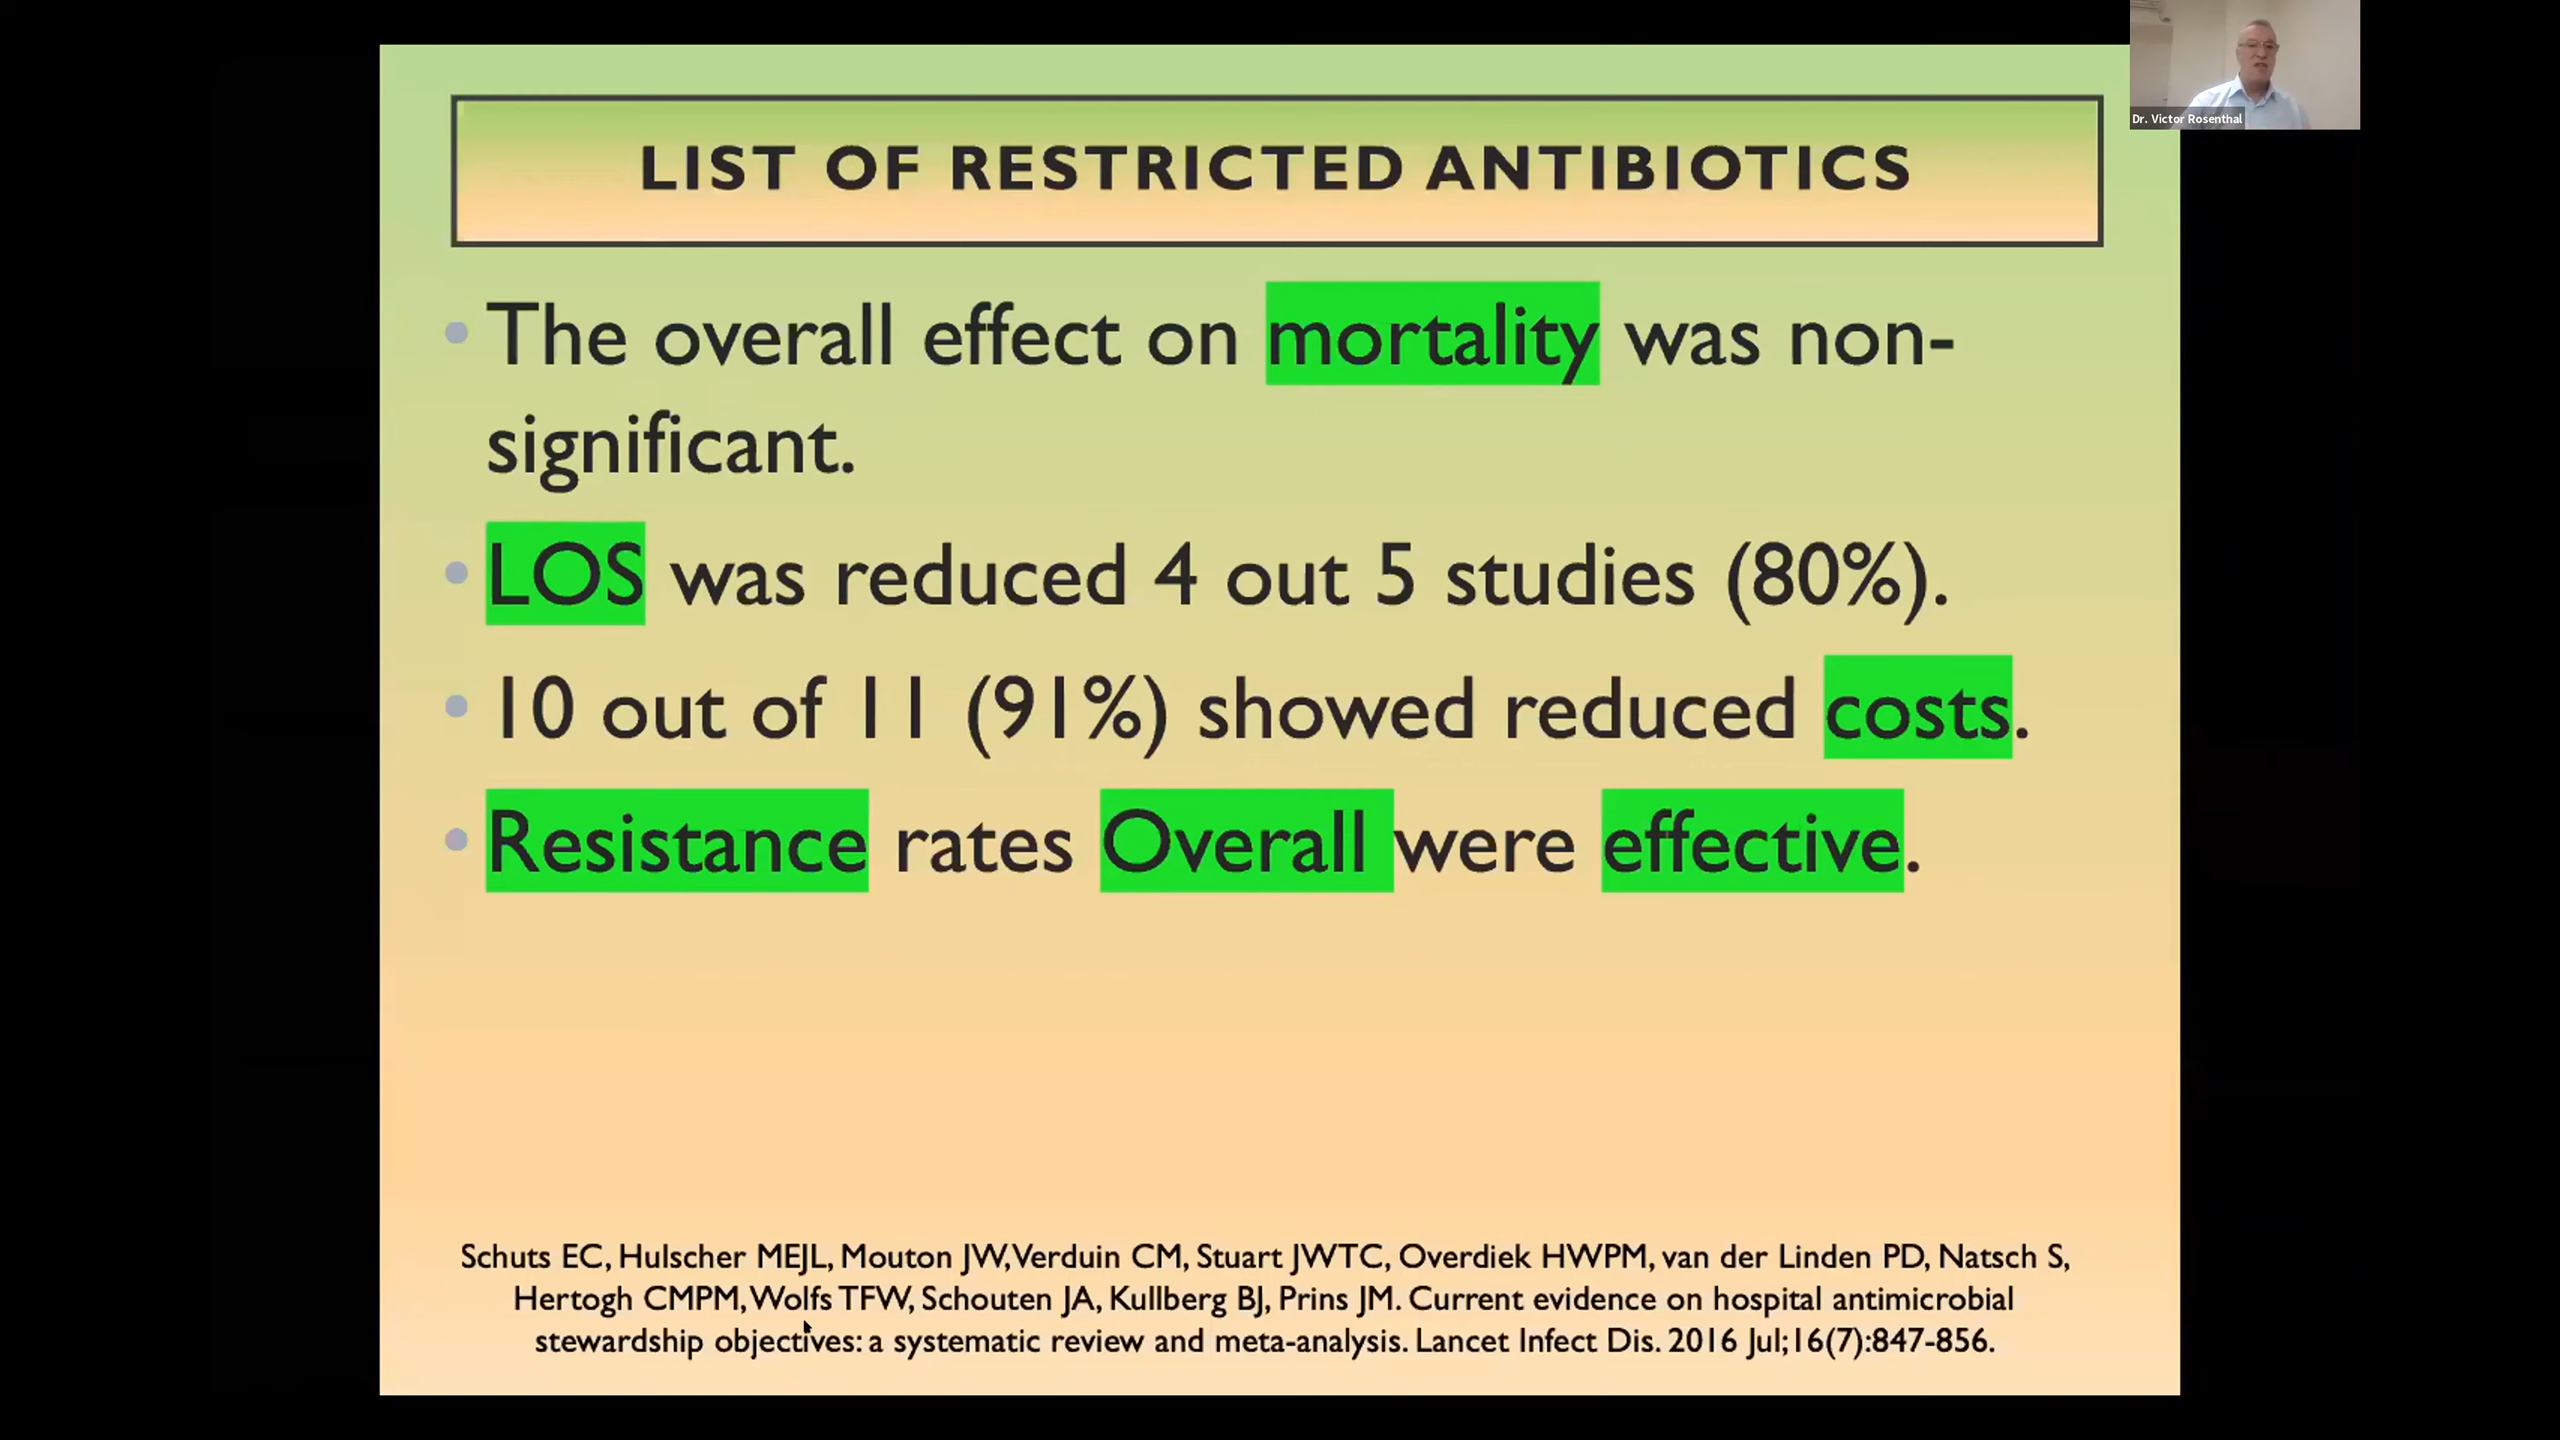 Dr. Victor Rosenthal
LIST OF RESTRICTED ANTIBIOTICS
• The overall effect on mortality was non-
significant.
• LOS was reduced 4 out 5 studies (80%).
• 10 out of 11 (91%) showed reduced costs.
• Resistance rates Overall were effective.
Schuts EC, Hulscher MEJL, Mouton JW, Verduin CM, Stuart JWTC, Overdiek HWPM, van der Linden PD, Natsch S,
Hertogh CMPM, Wolfs TFW, Schouten JA, Kullberg BJ, Prins JM. Current evidence on hospital antimicrobial
stewardship objectives: a systematic review and meta-analysis. Lancet Infect Dis. 2016 Jul;16(7):847-856.